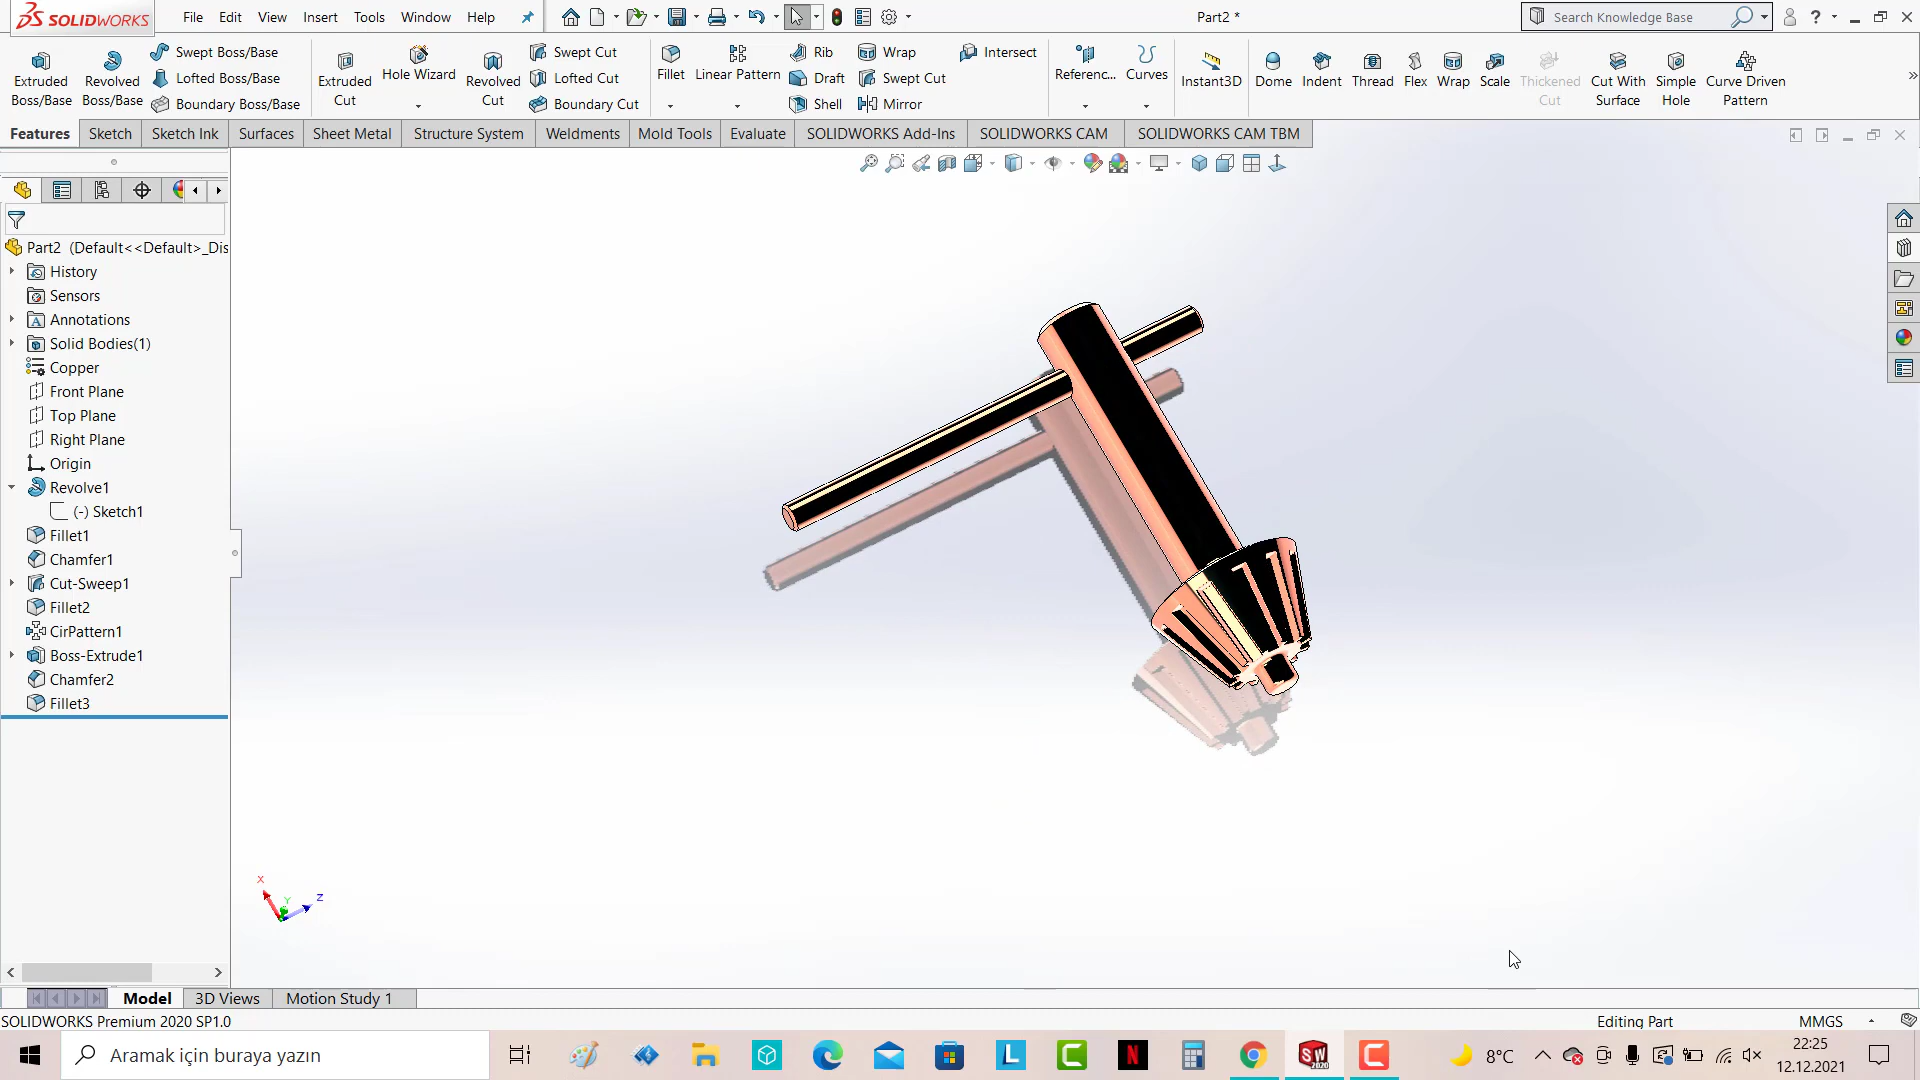 SOLIDWORKS
File Edit View Insert Tools Window Help
Part2 *
Search Knowledge Base
Extruded Boss/Base
Revolved Boss/Base
Swept Boss/Base
Lofted Boss/Base
Boundary Boss/Base
Extruded Cut
Hole Wizard
Revolved Cut
Swept Cut
Lofted Cut
Boundary Cut
Fillet
Linear Pattern
Rib
Draft
Shell
Wrap
Swept Cut
Mirror
Intersect
Referenc...
Curves
Instant3D
Dome
Indent
Thread
Flex
Wrap
Scale
Thickened Cut
Cut With Surface
Simple Hole
Curve Driven Pattern
Features Sketch Sketch Ink Surfaces Sheet Metal Structure System Weldments Mold Tools Evaluate SOLIDWORKS Add-Ins SOLIDWORKS CAM SOLIDWORKS CAM TBM
Part2 (Default<<Default>_Dis
History
Sensors
Annotations
Solid Bodies(1)
Copper
Front Plane
Top Plane
Right Plane
Origin
Revolve1
(-) Sketch1
Fillet1
Chamfer1
Cut-Sweep1
Fillet2
CirPattern1
Boss-Extrude1
Chamfer2
Fillet3
X
Y
Z
Model 3D Views Motion Study 1
SOLIDWORKS Premium 2020 SP1.0
Editing Part
MMGS
Aramak için buraya yazın
L
C
N
SW
2020
C
8°C
22:25
12.12.2021